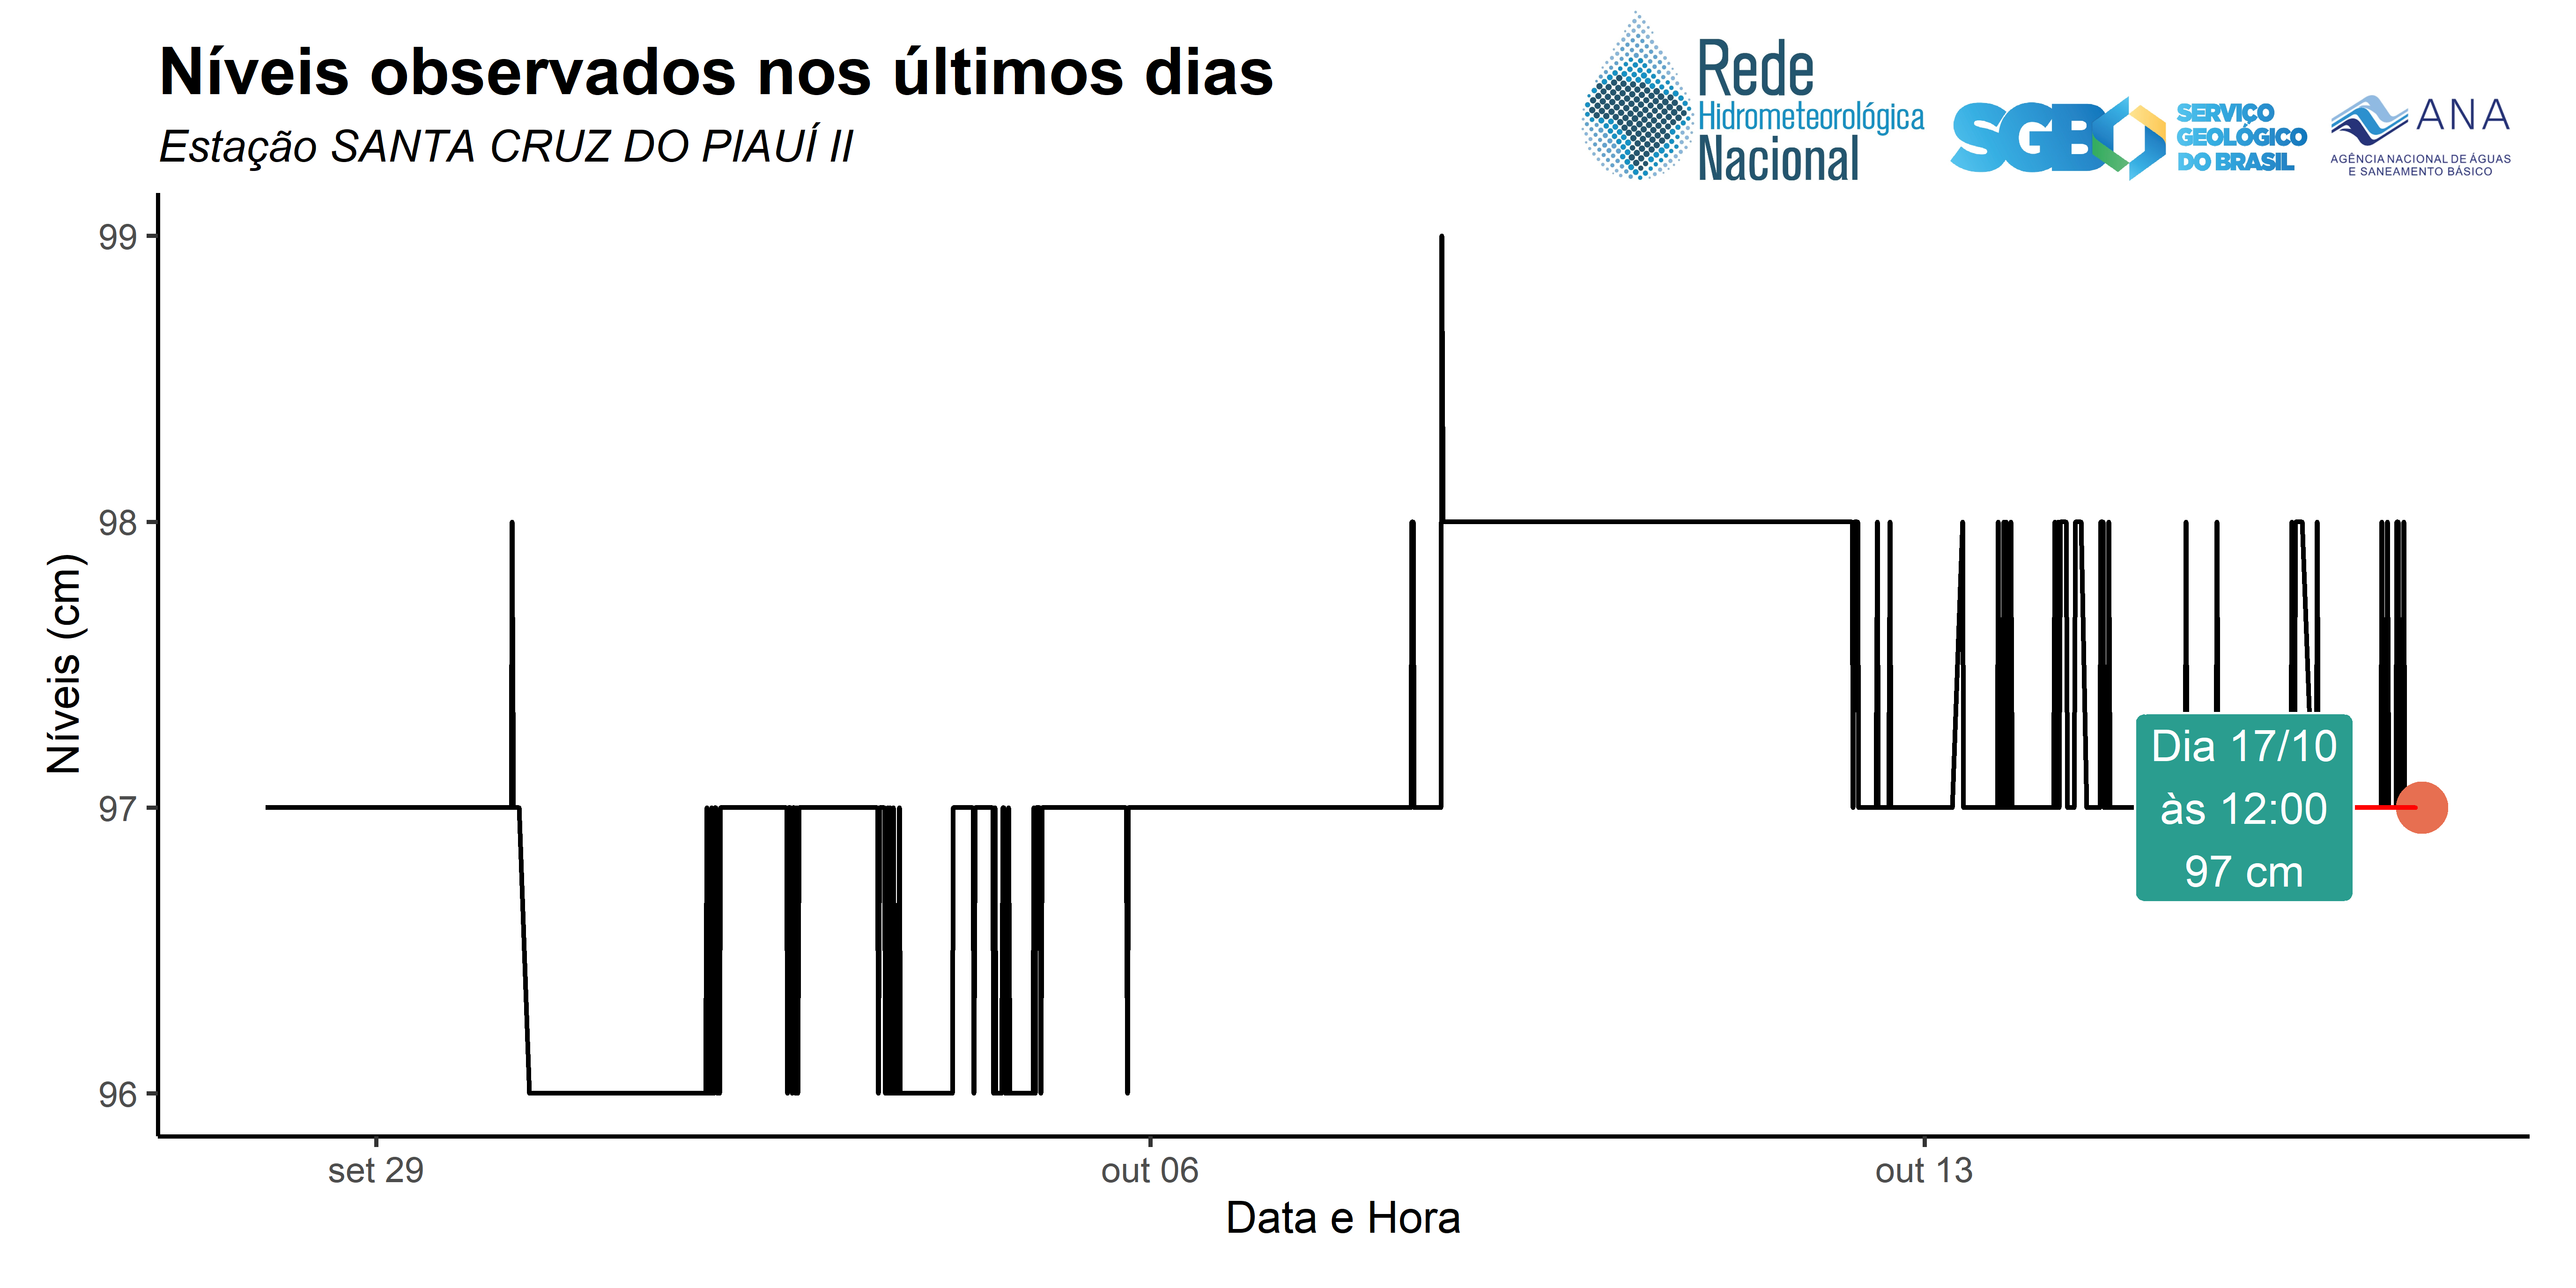 Níveis observados nos últimos dias
Estação SANTA CRUZ DO PIAUÍ II
Rede
Hidrometeorológica
Nacional
SGB
SERVIÇO
GEOLÓGICO
DO BRASIL
ANA
AGÊNCIA NACIONAL DE ÁGUAS
E SANEAMENTO BÁSICO
Níveis (cm)
99
98
97
96
Dia 17/10
às 12:00
97 cm
set 29
out 06
out 13
Data e Hora